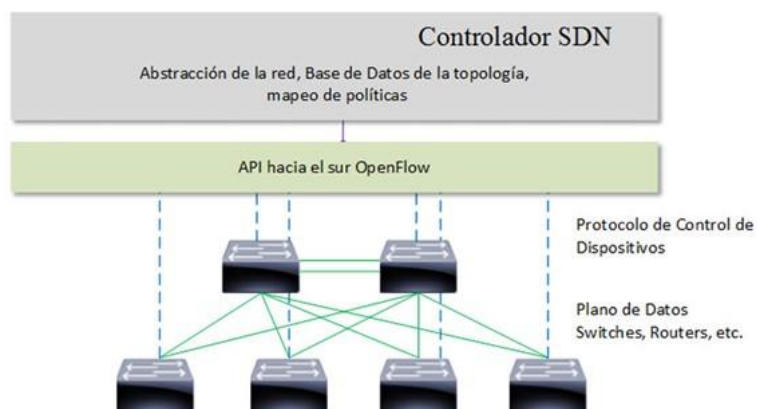 Controlador SDN
Abstracción de la red, Base de Datos de la topología,
mapeo de políticas
API hacia el sur OpenFlow
Protocolo de Control de
Dispositivos
Plano de Datos
Switches, Routers, etc.